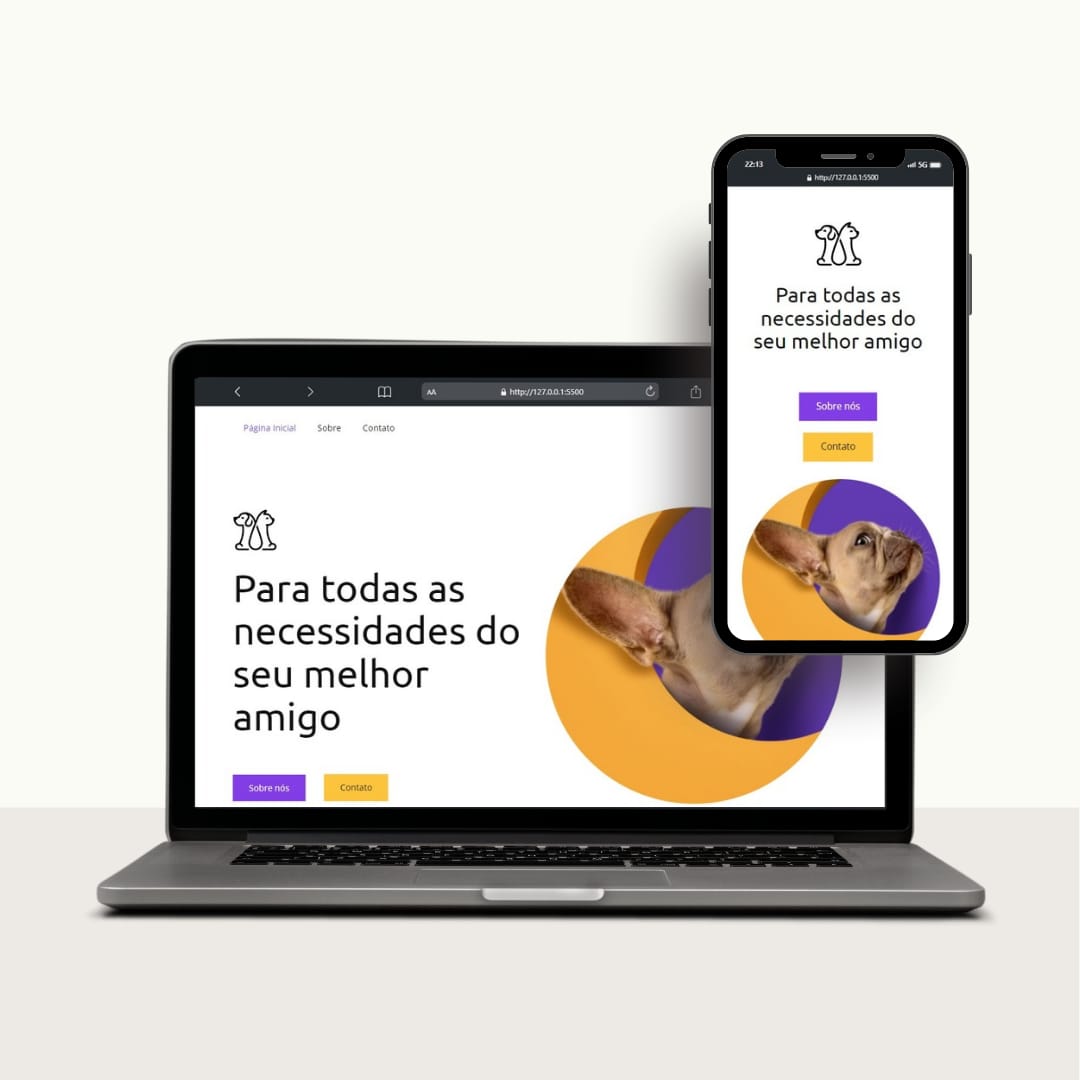 22:13
5G
http://127.0.0.1:5500
Para todas as
necessidades do
seu melhor amigo
Sobre nós
Contato
AA
http://127.0.0.1:5500
Página Inicial Sobre Contato
Para todas as
necessidades do
seu melhor
amigo
Sobre nós Contato